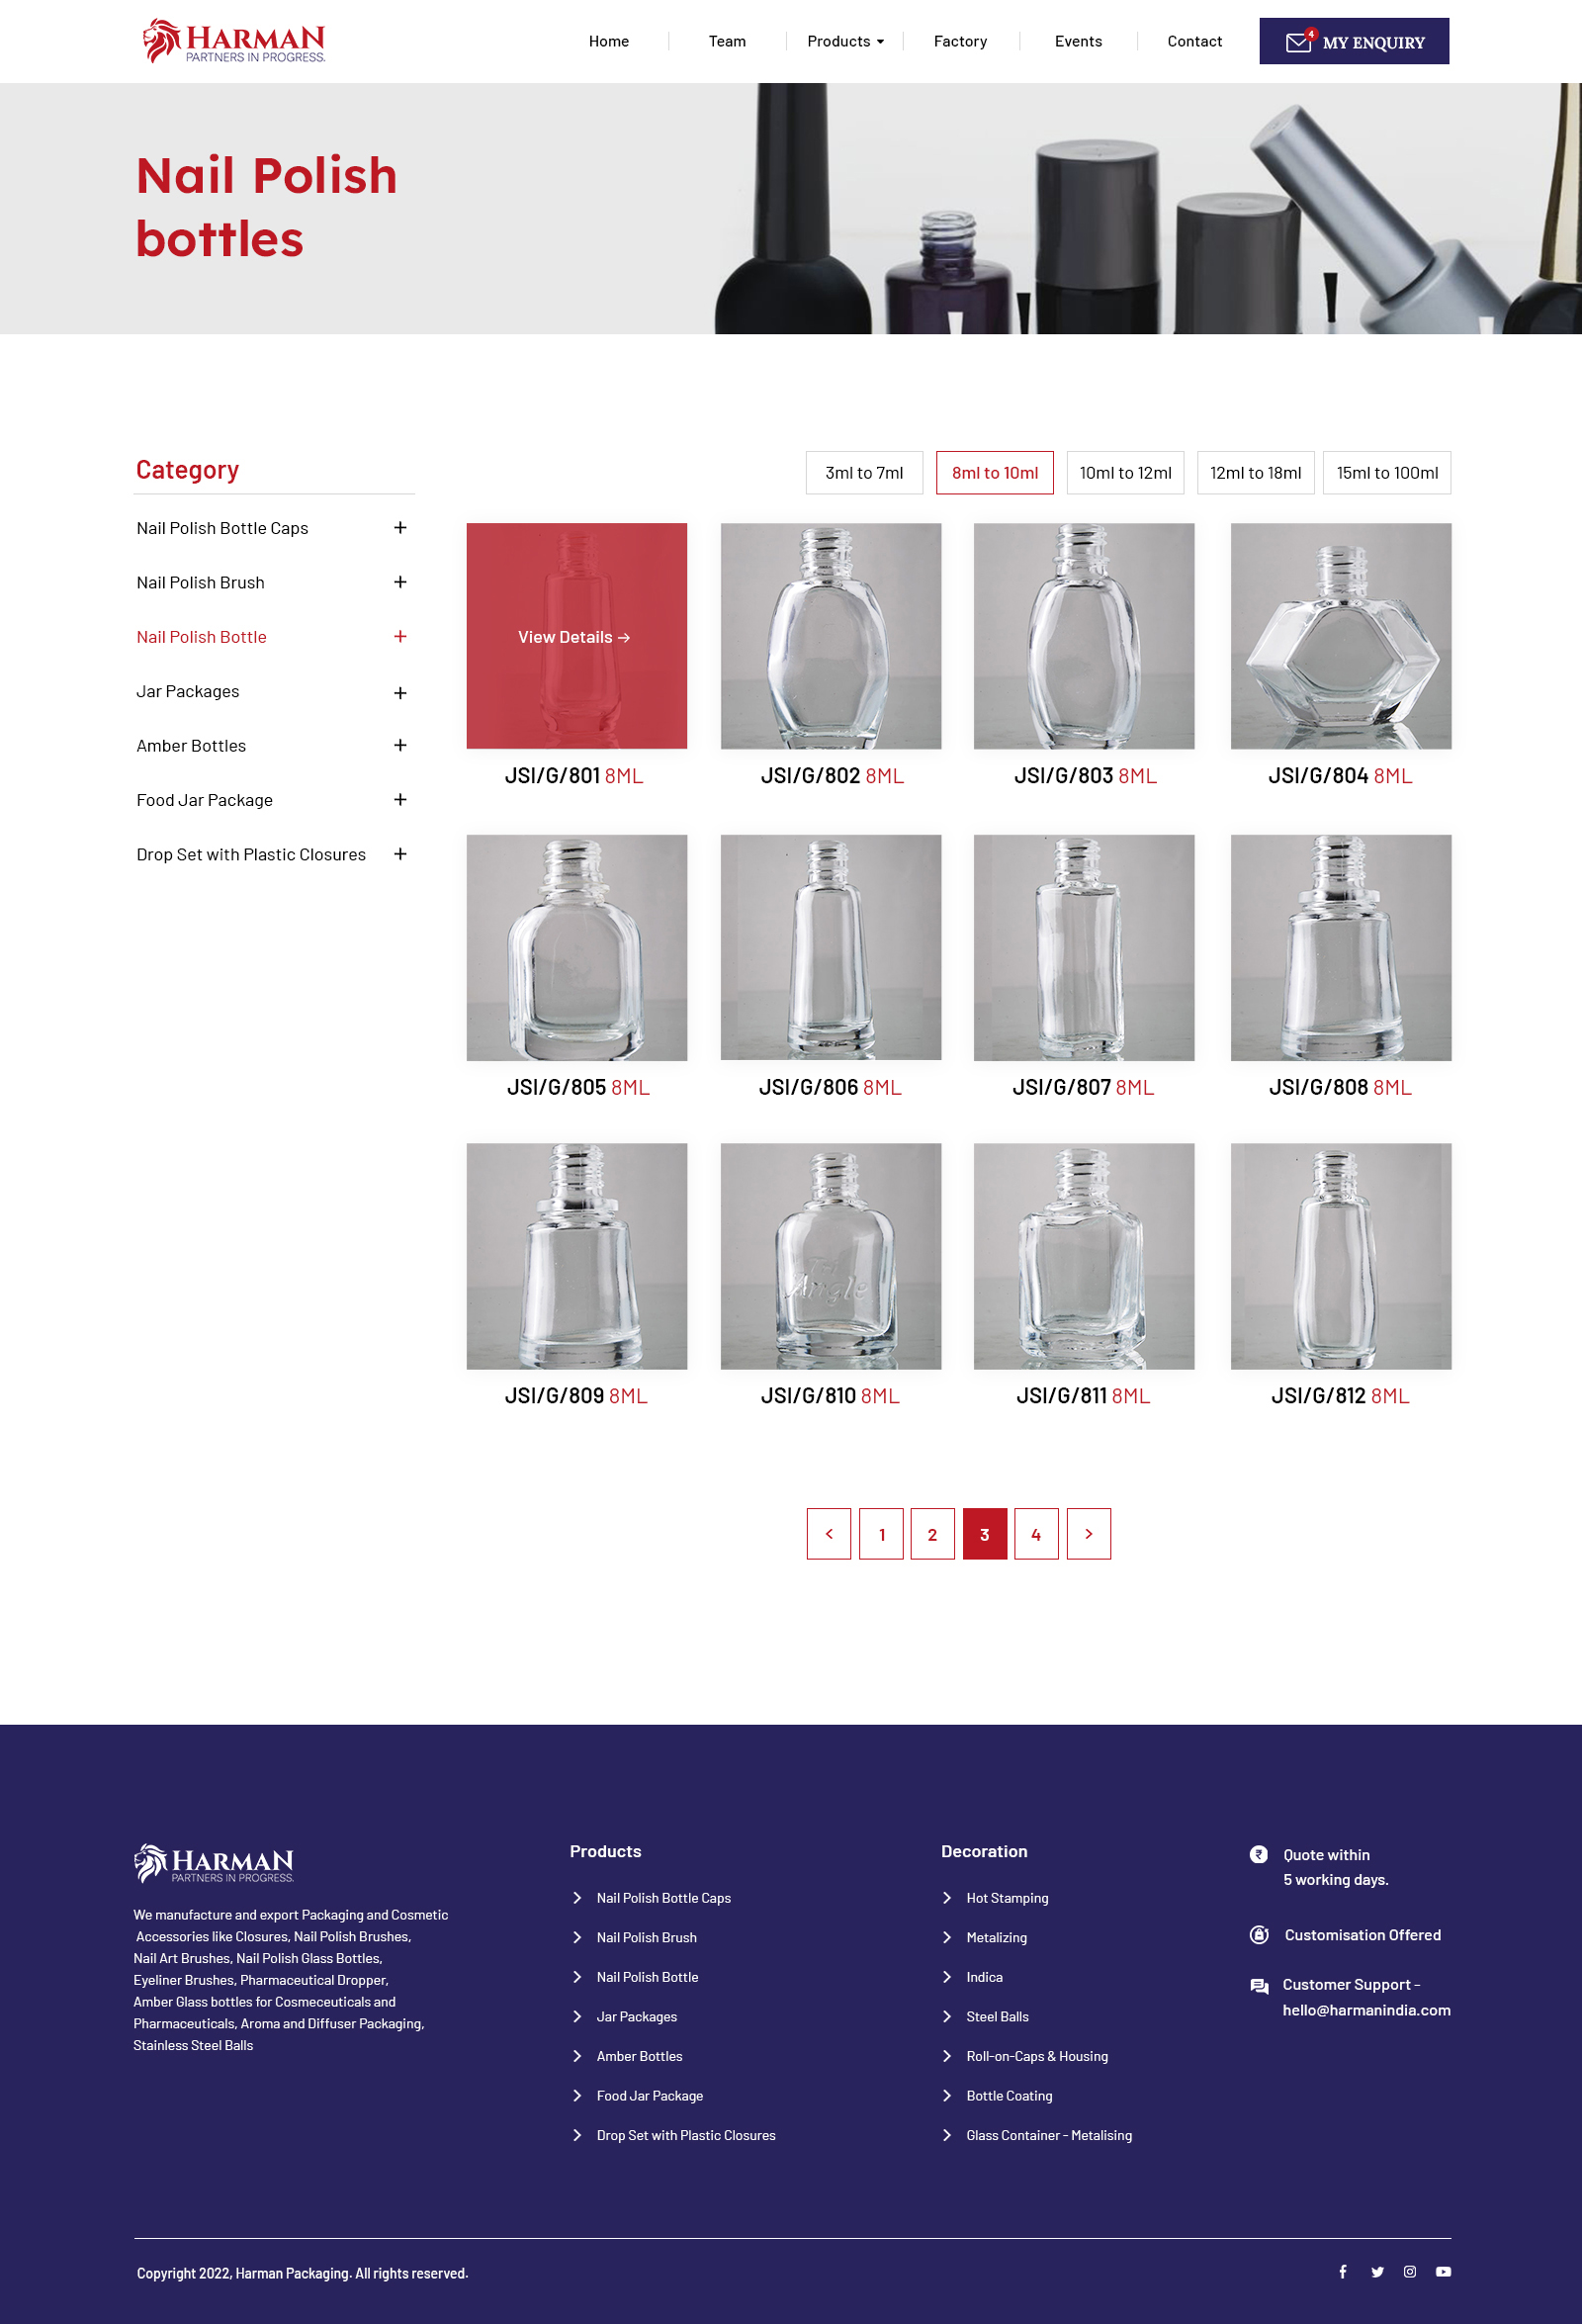 HARMAN
PARTNERS IN PROGRESS.
Home
Team
Products
Factory
Events
Contact
4
MY ENQUIRY
Nail Polish
bottles
Category
Nail Polish Bottle Caps
Nail Polish Brush
Nail Polish Bottle
Jar Packages
Amber Bottles
Food Jar Package
Drop Set with Plastic Closures
3ml to 7ml
8ml to 10ml
10ml to 12ml
12ml to 18ml
15ml to 100ml
View Details →
JSI/G/801 8ML
JSI/G/802 8ML
JSI/G/803 8ML
JSI/G/804 8ML
JSI/G/805 8ML
JSI/G/806 8ML
JSI/G/807 8ML
JSI/G/808 8ML
Angle
JSI/G/809 8ML
JSI/G/810 8ML
JSI/G/811 8ML
JSI/G/812 8ML
<
1
2
3
4
>
HARMAN
PARTNERS IN PROGRESS.
We manufacture and export Packaging and Cosmetic
Accessories like Closures, Nail Polish Brushes,
Nail Art Brushes, Nail Polish Glass Bottles,
Eyeliner Brushes, Pharmaceutical Dropper,
Amber Glass bottles for Cosmeceuticals and
Pharmaceuticals, Aroma and Diffuser Packaging,
Stainless Steel Balls
Products
Nail Polish Bottle Caps
Nail Polish Brush
Nail Polish Bottle
Jar Packages
Amber Bottles
Food Jar Package
Drop Set with Plastic Closures
Decoration
Hot Stamping
Metalizing
Indica
Steel Balls
Roll-on-Caps & Housing
Bottle Coating
Glass Container - Metalising
₹
Quote within
5 working days.
Customisation Offered
Customer Support -
hello@harmanindia.com
Copyright 2022, Harman Packaging. All rights reserved.